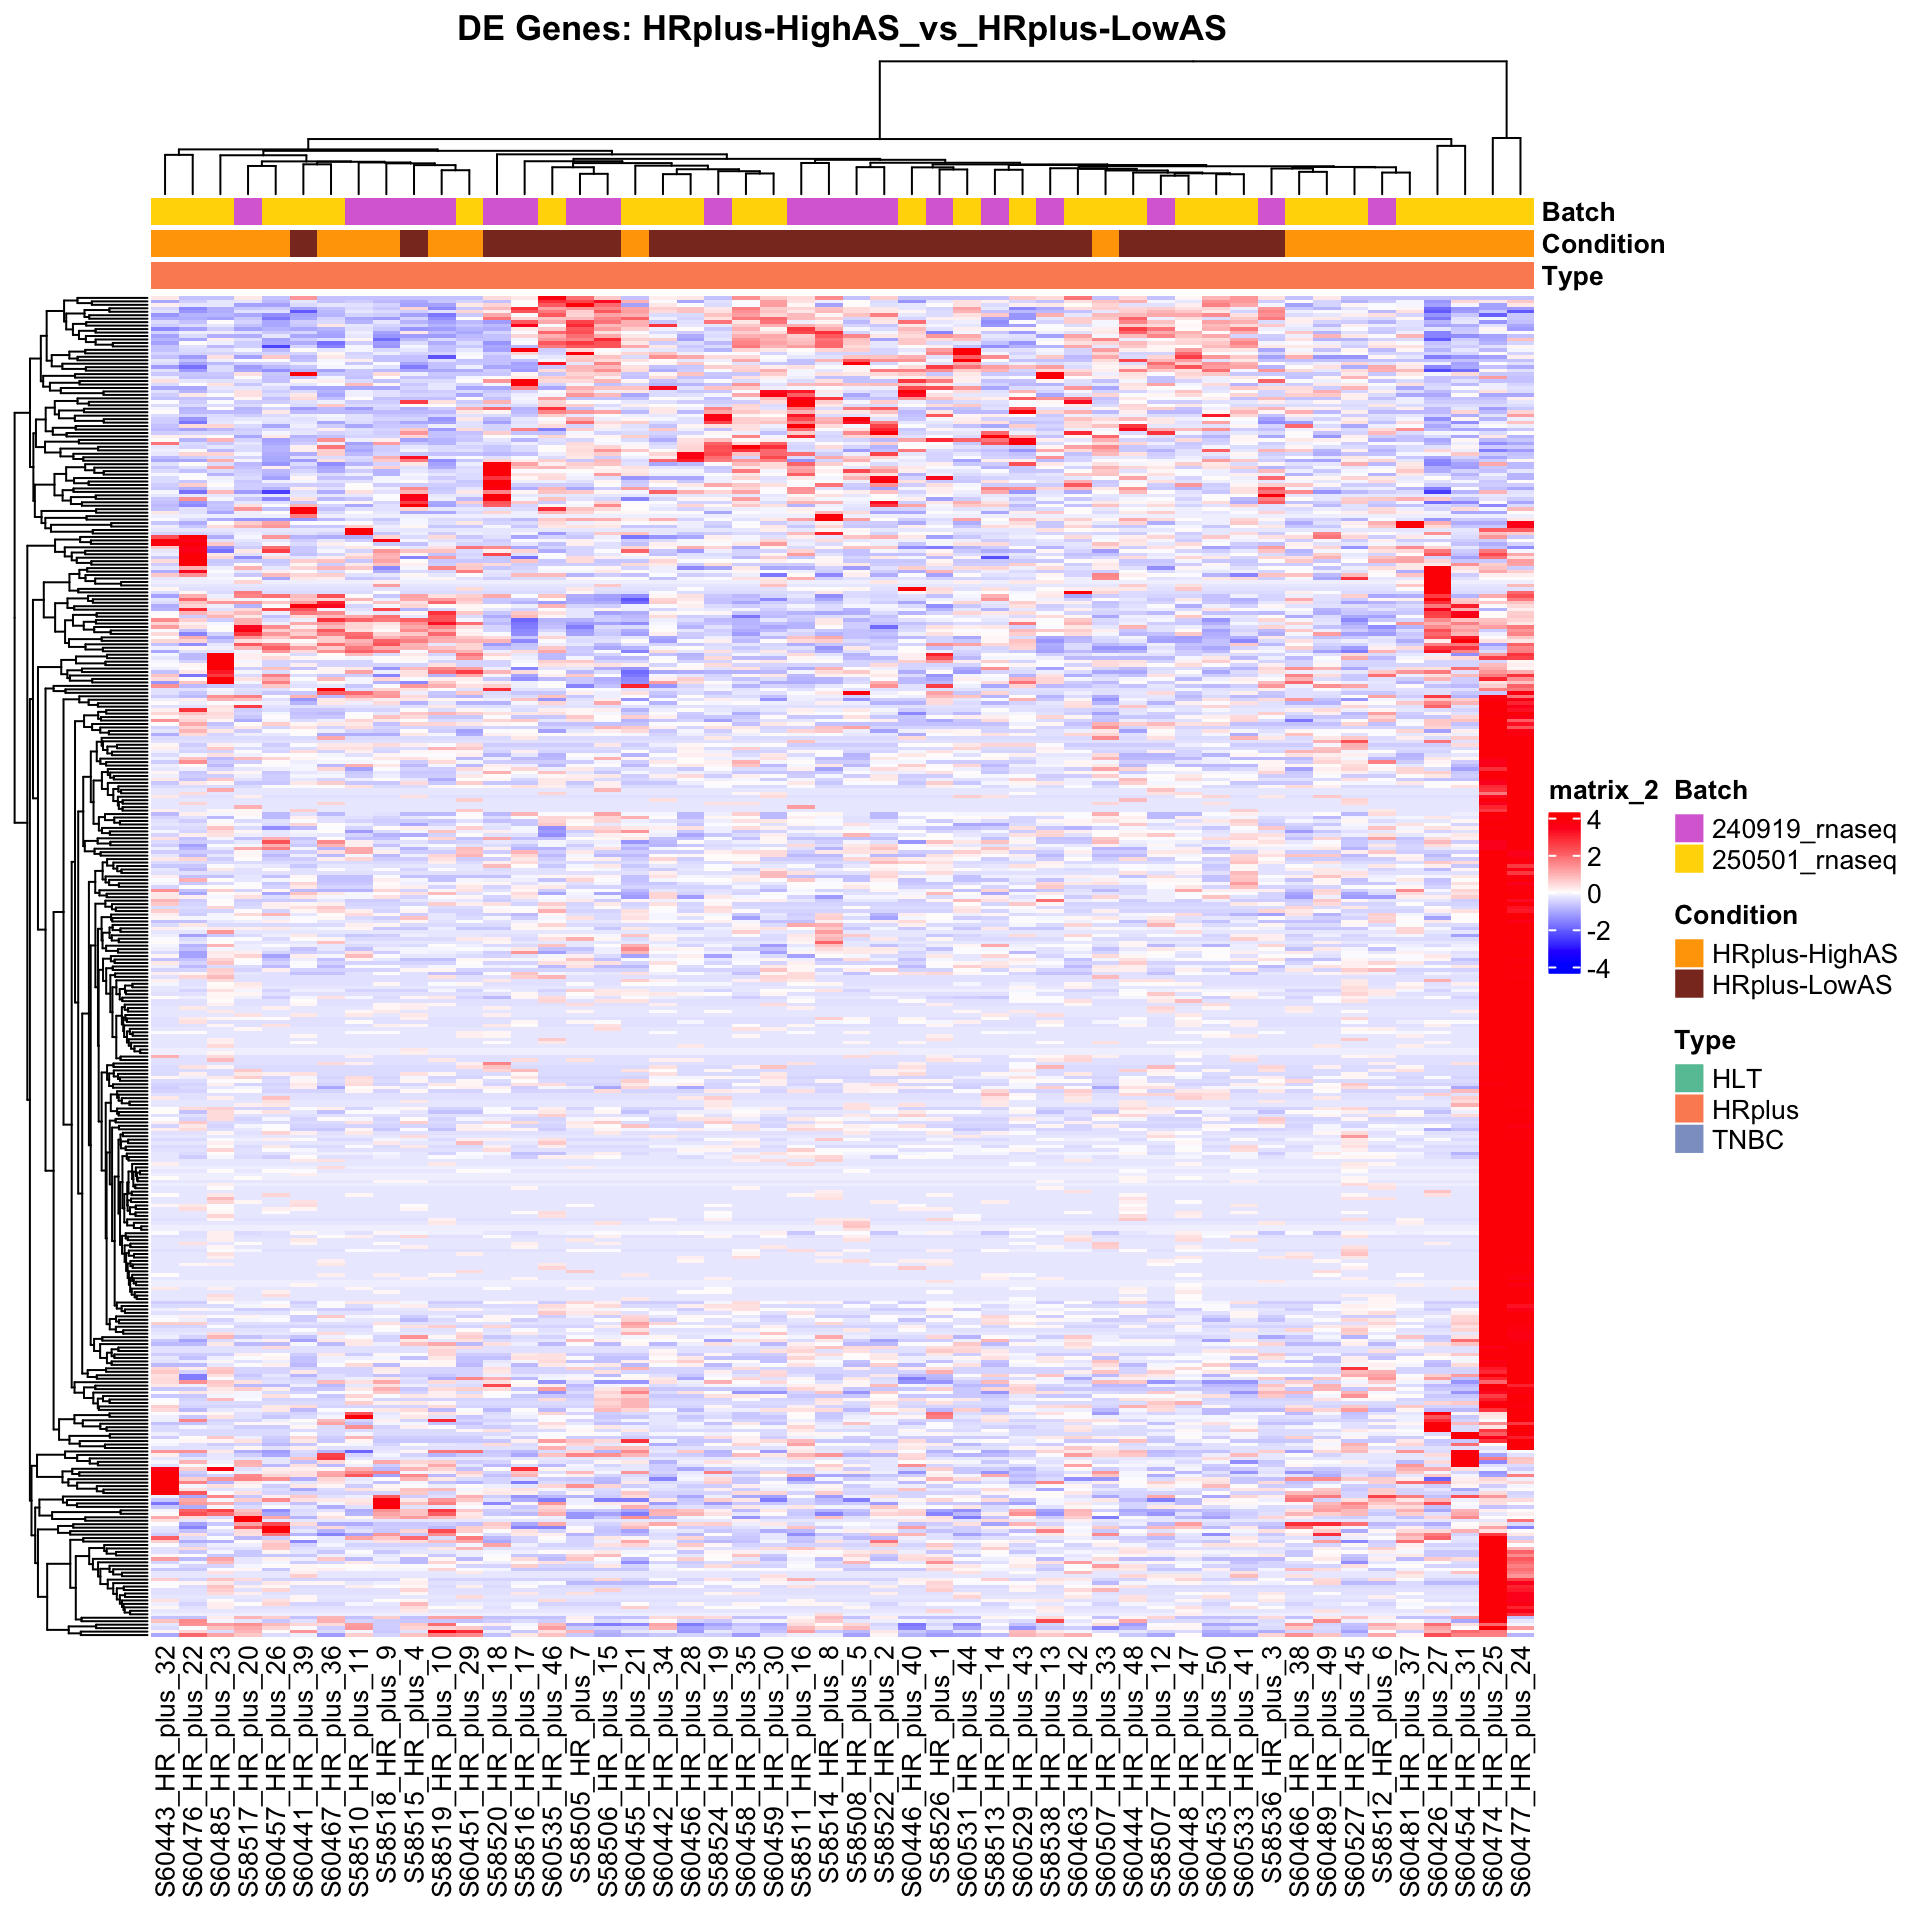 DE Genes: HRplus-HighAS_vs_HRplus-LowAS
Batch
Condition
Type
matrix_2
4
2
0
-2
-4
Batch
240919_rnaseq
250501_rnaseq
Condition
HRplus-HighAS
HRplus-LowAS
Type
HLT
HRplus
TNBC
S60443_HR_plus_32
S60476_HR_plus_22
S60485_HR_plus_23
S58517_HR_plus_20
S60457_HR_plus_26
S60441_HR_plus_39
S60467_HR_plus_36
S58510_HR_plus_11
S58518_HR_plus_9
S58515_HR_plus_4
S58519_HR_plus_10
S60451_HR_plus_29
S58520_HR_plus_18
S58516_HR_plus_17
S60535_HR_plus_46
S58505_HR_plus_7
S58506_HR_plus_15
S60455_HR_plus_21
S60442_HR_plus_34
S60456_HR_plus_28
S58524_HR_plus_19
S60458_HR_plus_35
S60459_HR_plus_30
S58511_HR_plus_16
S58514_HR_plus_8
S58508_HR_plus_5
S58522_HR_plus_2
S60446_HR_plus_40
S58526_HR_plus_1
S60531_HR_plus_44
S58513_HR_plus_14
S60529_HR_plus_43
S58538_HR_plus_13
S60463_HR_plus_42
S60507_HR_plus_33
S60444_HR_plus_48
S58507_HR_plus_12
S60448_HR_plus_47
S60453_HR_plus_50
S60533_HR_plus_41
S58536_HR_plus_3
S60466_HR_plus_38
S60489_HR_plus_49
S60527_HR_plus_45
S58512_HR_plus_6
S60481_HR_plus_37
S60426_HR_plus_27
S60454_HR_plus_31
S60474_HR_plus_25
S60477_HR_plus_24